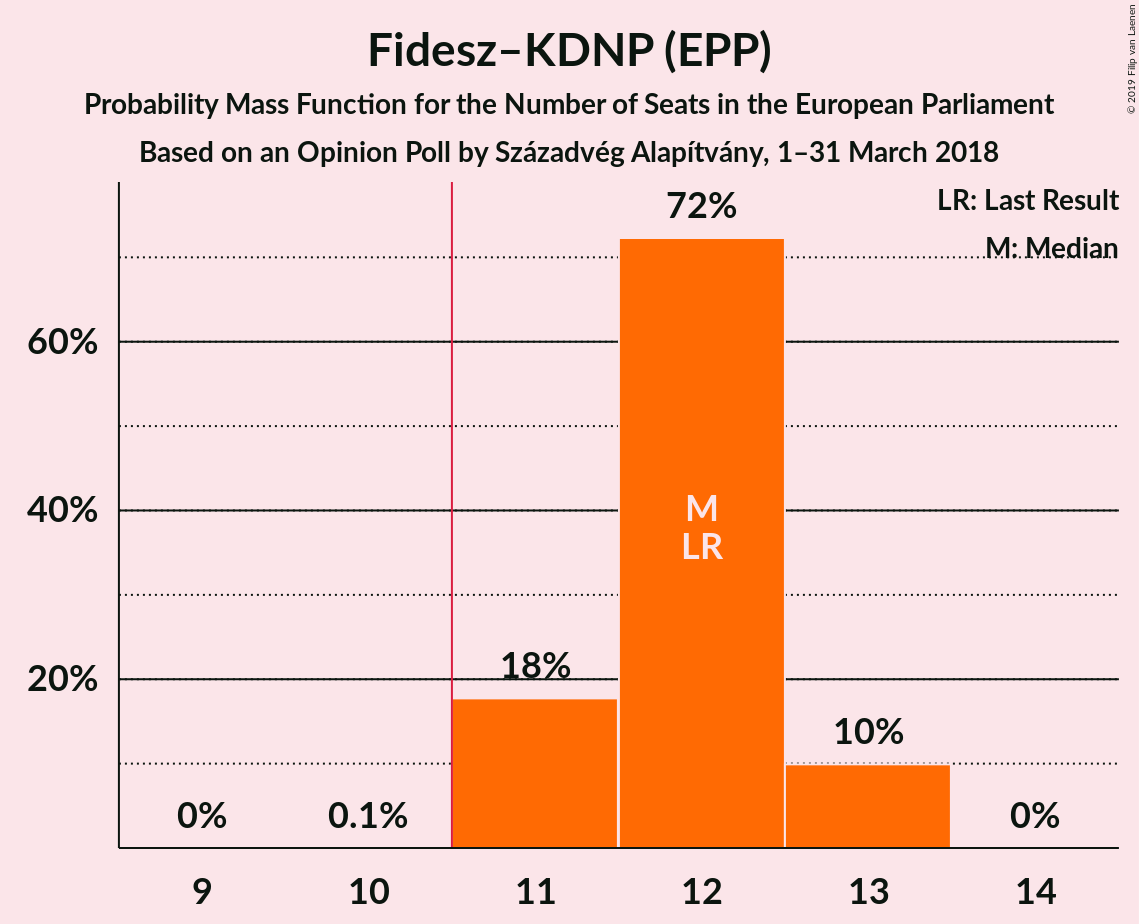 Fidesz–KDNP (EPP)
Probability Mass Function for the Number of Seats in the European Parliament
Based on an Opinion Poll by Századvég Alapítvány, 1–31 March 2018
© 2019 Filip van Laenen
LR: Last Result
M: Median
72%
60%
40%
M
LR
20%
18%
10%
0%
0.1%
0%
9
10
11
12
13
14